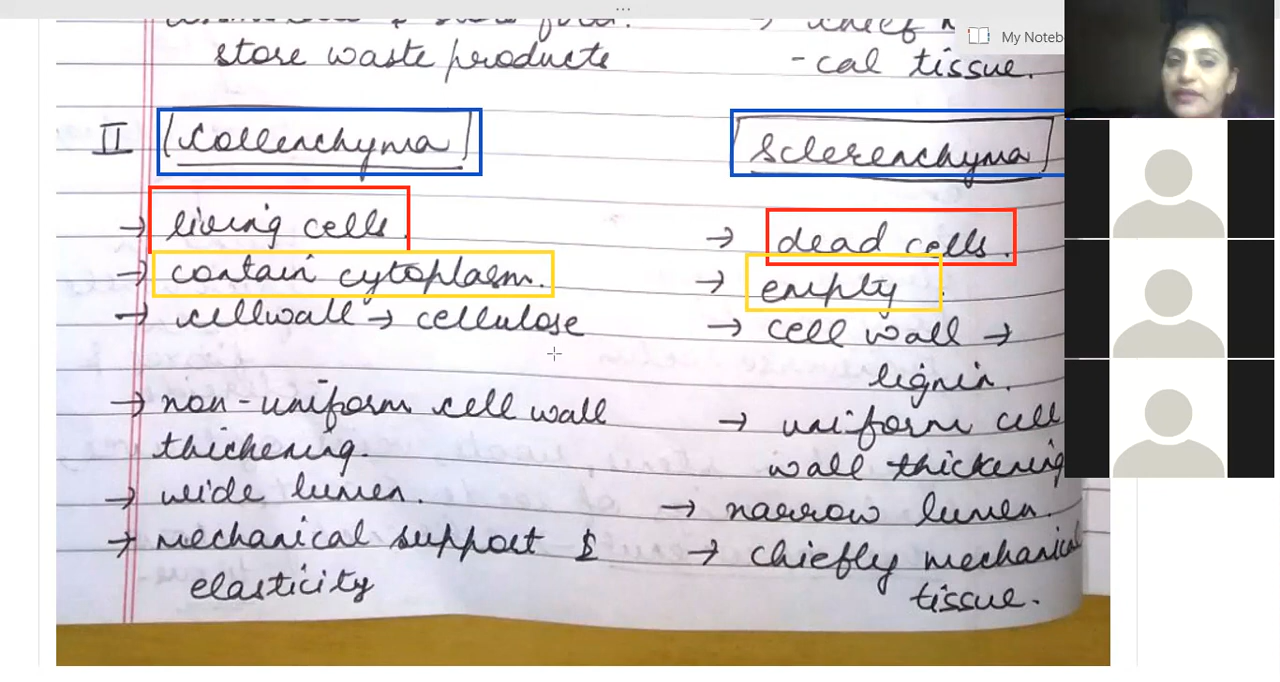 store waste products
-cal tissue.
My Noteb
II Collenchyma
Sclerenchyma
→ living cells.
→ dead cells.
→ contain cytoplasm.
→ empty.
→ cellwall → cellulose
→ cell wall →
lignin.
→ non-uniform cell wall
thickening.
→ uniform cell
wall thickening
→ wide lumen.
→ narrow lumen.
→ mechanical support &
elasticity
→ chiefly mechanical
tissue.